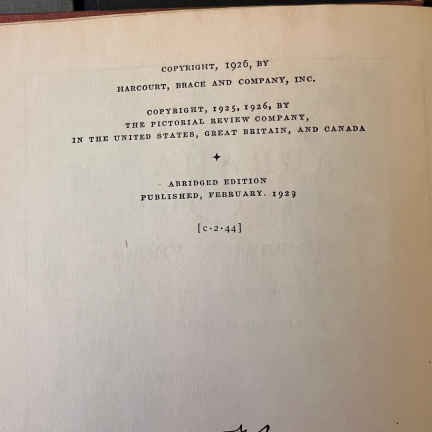 COPYRIGHT, 1926, BY
HARCOURT, BRACE AND COMPANY, INC.
COPYRIGHT, 1925, 1926, BY
THE PICTORIAL REVIEW COMPANY,
IN THE UNITED STATES, GREAT BRITAIN, AND CANADA
ABRIDGED EDITION
PUBLISHED, FEBRUARY. 1929
[c·2·44]